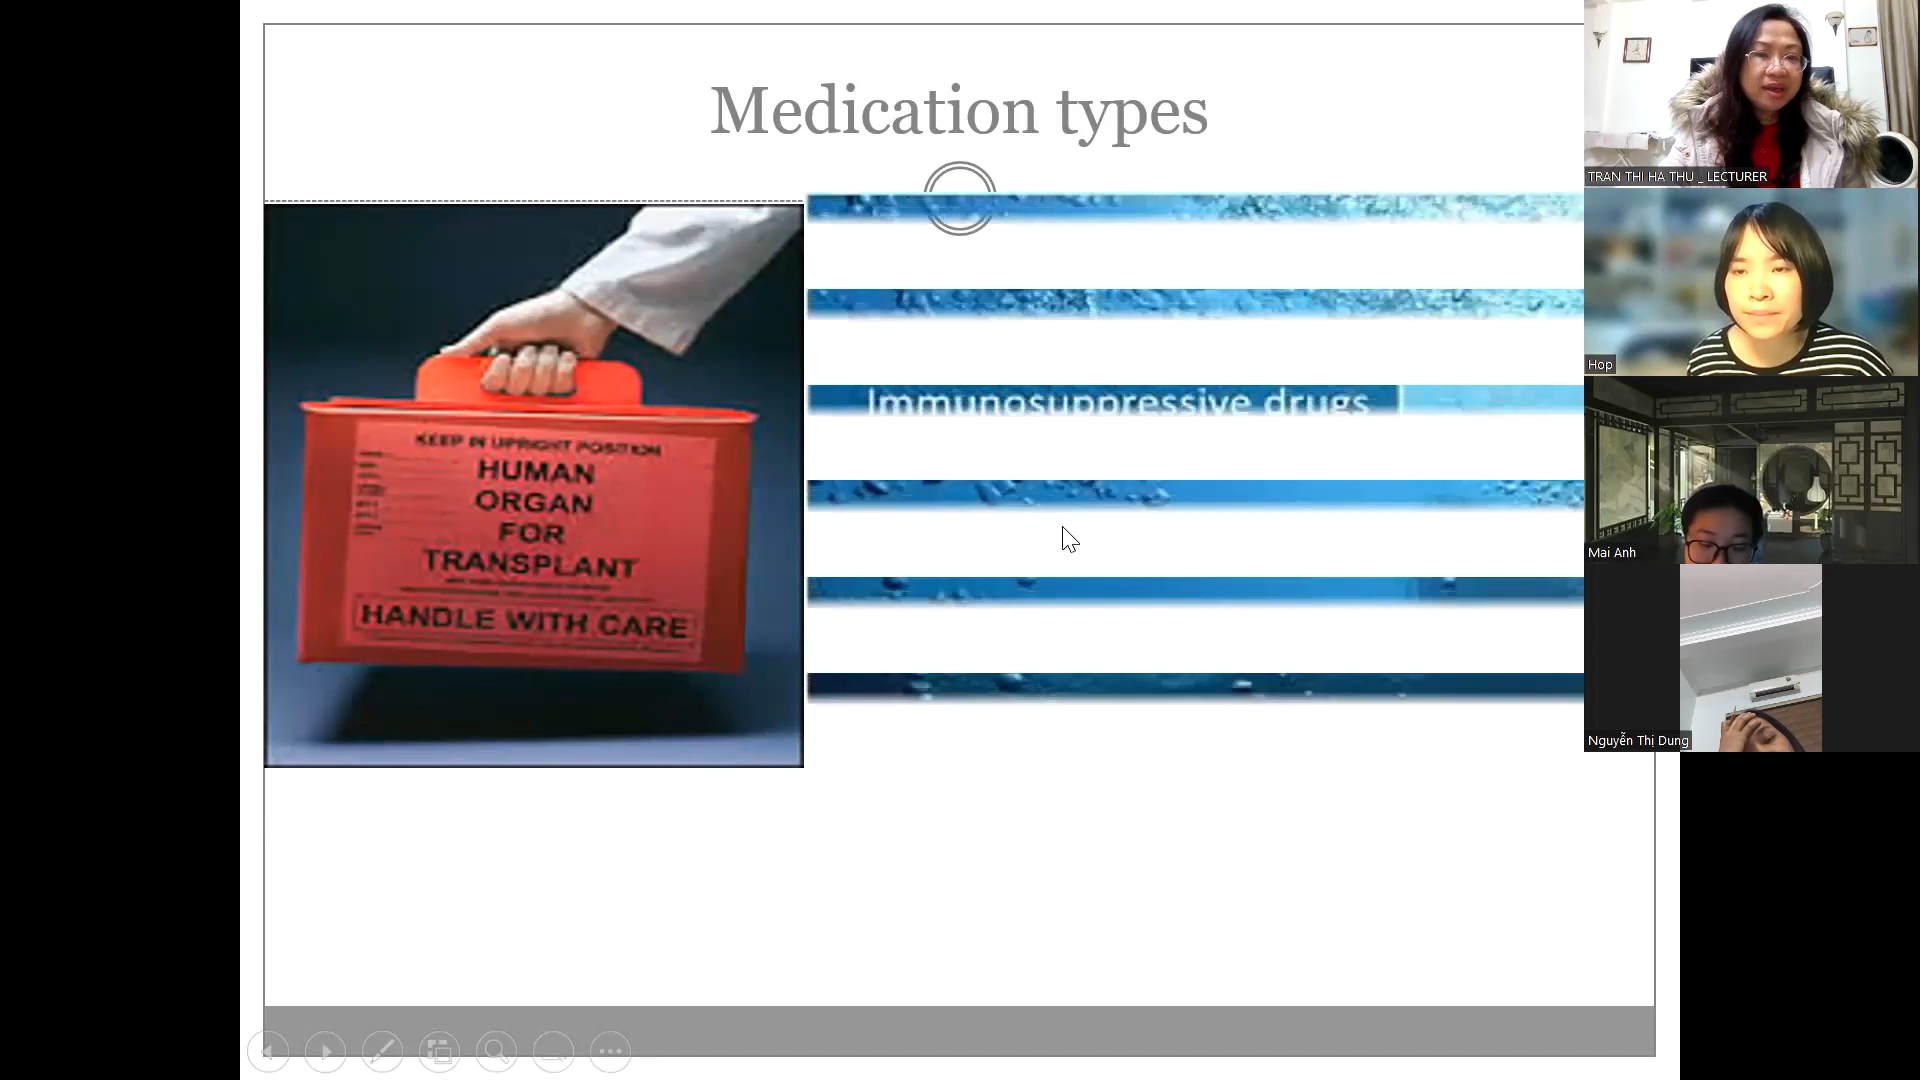 Medication types
KEEP IN UPRIGHT POSITION
HUMAN
ORGAN
FOR
TRANSPLANT
HANDLE WITH CARE
Immunosuppressive drugs
TRAN THI HA THU _ LECTURER
Hop
Mai Anh
Nguyễn Thị Dung